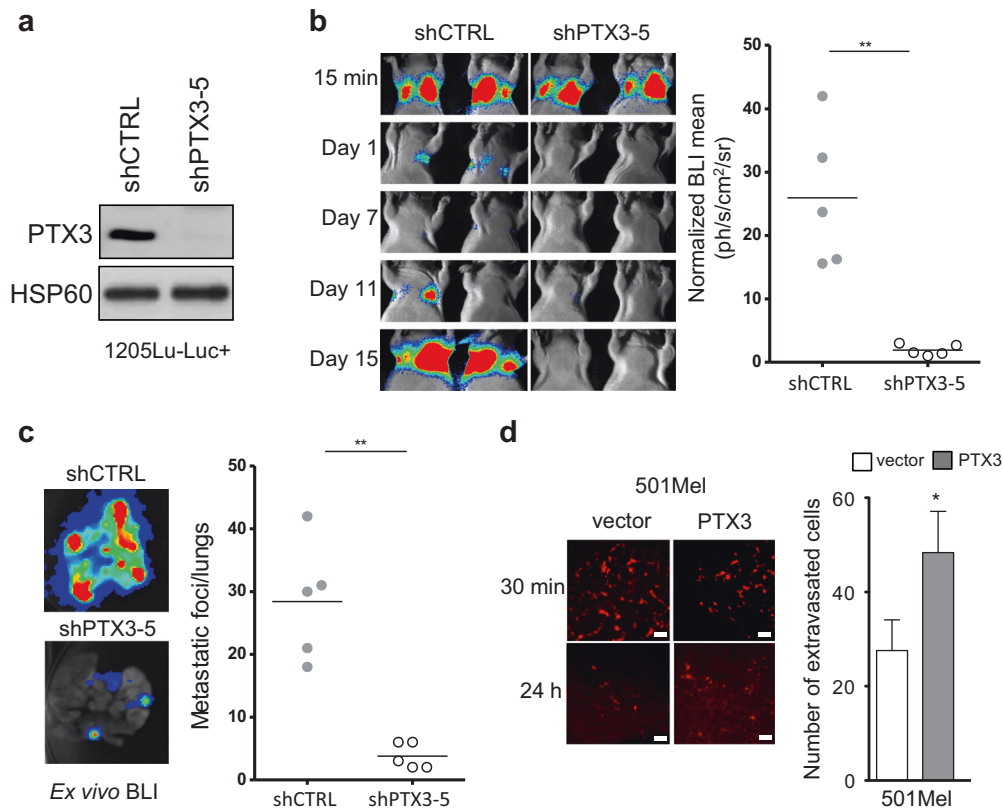 a
shCTRL
shPTX3-5
PTX3
HSP60
1205Lu-Luc+
b
shCTRL
shPTX3-5
15 min
Day 1
Day 7
Day 11
Day 15
Normalized BLI mean
(ph/s/cm²/sr)
50
40
30
20
10
0
**
shCTRL
shPTX3-5
c
shCTRL
shPTX3-5
Ex vivo BLI
Metastatic foci/lungs
50
40
30
20
10
0
**
shCTRL
shPTX3-5
d
501Mel
vector
PTX3
30 min
24 h
vector
PTX3
Number of extravasated cells
60
40
20
0
*
501Mel